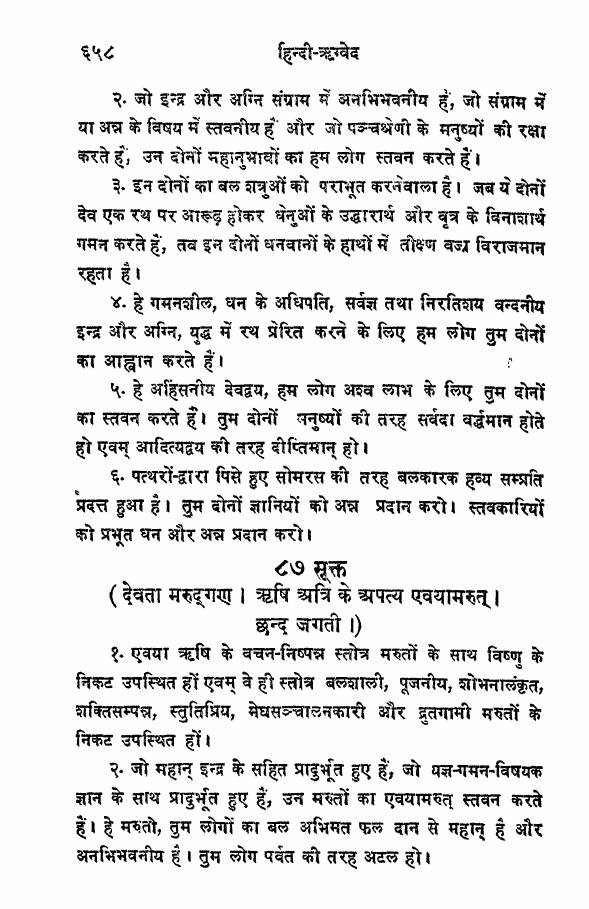 ६५८ हिन्दी-ऋग्वेद
२. जो इन्द्र और अग्नि संग्राम में अनभिभवनीय हैं, जो संग्राम में
या अन्न के विषय में स्तवनीय हैं और जो पञ्चश्रेणी के मनुष्यों की रक्षा
करते हैं, उन दोनों महानुभावों का हम लोग स्तवन करते हैं।
३. इन दोनों का बल शत्रुओं को पराभूत करनेवाला है। जब ये दोनों
देव एक रथ पर आरूढ़ होकर धेनुओं के उद्धारार्थ और वृत्र के विनाशार्थ
गमन करते हैं, तब इन दोनों धनवानों के हाथों में तीक्ष्ण वज्र विराजमान
रहता है।
४. हे गमनशील, धन के अधिपति, सर्वज्ञ तथा निरतिशय वन्दनीय
इन्द्र और अग्नि, युद्ध में रथ प्रेरित करने के लिए हम लोग तुम दोनों
का आह्वान करते हैं।
५. हे अहिंसनीय देवद्वय, हम लोग अश्व लाभ के लिए तुम दोनों
का स्तवन करते हैं। तुम दोनों मनुष्यों की तरह सर्वदा वर्द्धमान होते
हो एवम् आदित्यद्वय की तरह दीप्तिमान् हो।
६. पत्थरों-द्वारा पिसे हुए सोमरस की तरह बलकारक हव्य सम्प्रति
प्रदत्त हुआ है। तुम दोनों ज्ञानियों को अन्न प्रदान करो। स्तवकारियों
को प्रभूत धन और अन्न प्रदान करो।
८७ सूक्त
(देवता मरुद्गण। ऋषि अत्रि के अपत्य एवयामरुत्।
छन्द जगती।)
१. एवया ऋषि के वचन-निष्पन्न स्तोत्र मरुतों के साथ विष्णु के
निकट उपस्थित हों एवम् वे ही स्तोत्र बलशाली, पूजनीय, शोभनालंकृत,
शक्तिसम्पन्न, स्तुतिप्रिय, मेघसञ्चालनकारी और द्रुतगामी मरुतों के
निकट उपस्थित हों।
२. जो महान् इन्द्र के सहित प्रादुर्भूत हुए हैं, जो यज्ञ-गमन-विषयक
ज्ञान के साथ प्रादुर्भूत हुए हैं, उन मरुतों का एवयामरुत् स्तवन करते
हैं। हे मरुतो, तुम लोगों का बल अभिमत फल दान से महान् है और
अनभिभवनीय है। तुम लोग पर्वत की तरह अटल हो।